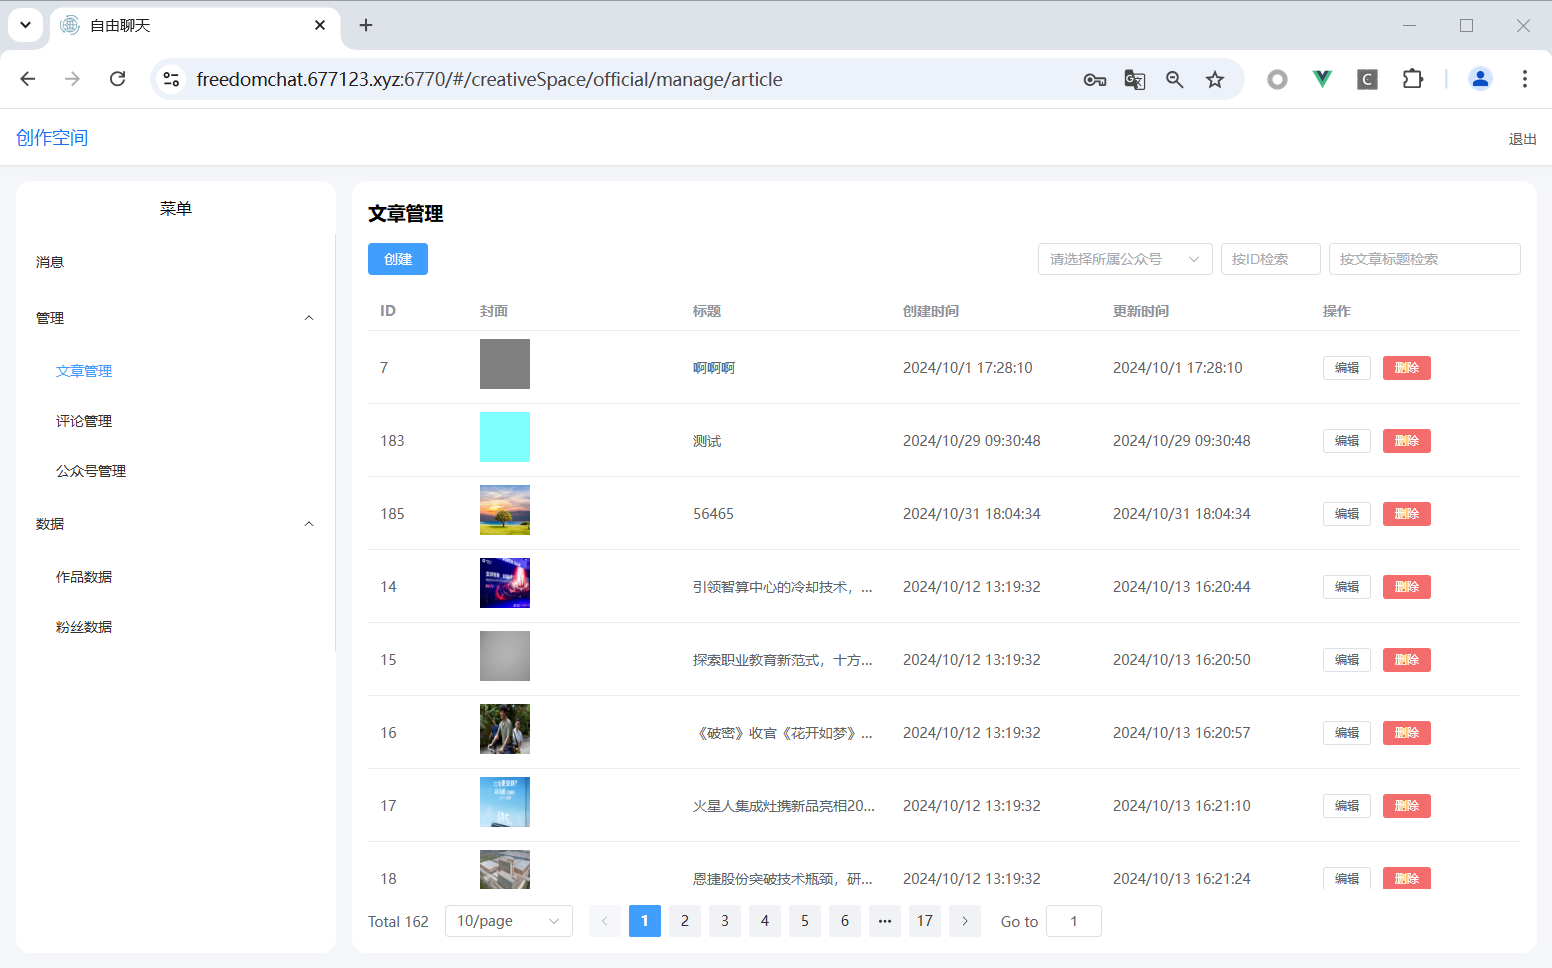 自由聊天
freedomchat.677123.xyz:6770/#/creativeSpace/official/manage/article
创作空间
退出
菜单
消息
管理
文章管理
评论管理
公众号管理
数据
作品数据
粉丝数据
文章管理
创建
请选择所属公众号
按ID检索
按文章标题检索
ID 封面 标题 创建时间 更新时间 操作
7 啊啊啊 2024/10/1 17:28:10 2024/10/1 17:28:10 编辑 删除
183 测试 2024/10/29 09:30:48 2024/10/29 09:30:48 编辑 删除
185 56465 2024/10/31 18:04:34 2024/10/31 18:04:34 编辑 删除
14 引领智算中心的冷却技术，... 2024/10/12 13:19:32 2024/10/13 16:20:44 编辑 删除
15 探索职业教育新范式，十方... 2024/10/12 13:19:32 2024/10/13 16:20:50 编辑 删除
16 《破密》收官《花开如梦》... 2024/10/12 13:19:32 2024/10/13 16:20:57 编辑 删除
17 火星人集成灶携新品亮相20... 2024/10/12 13:19:32 2024/10/13 16:21:10 编辑 删除
18 恩捷股份突破技术瓶颈，研... 2024/10/12 13:19:32 2024/10/13 16:21:24 编辑 删除
Total 162 10/page 1 2 3 4 5 6 ••• 17 Go to 1